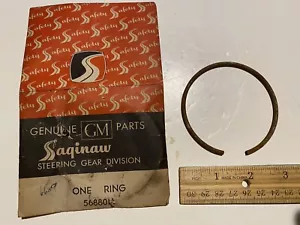 Safety
GENUINE GM PARTS
Saginaw
STEERING GEAR DIVISION
ONE RING
1 2 3